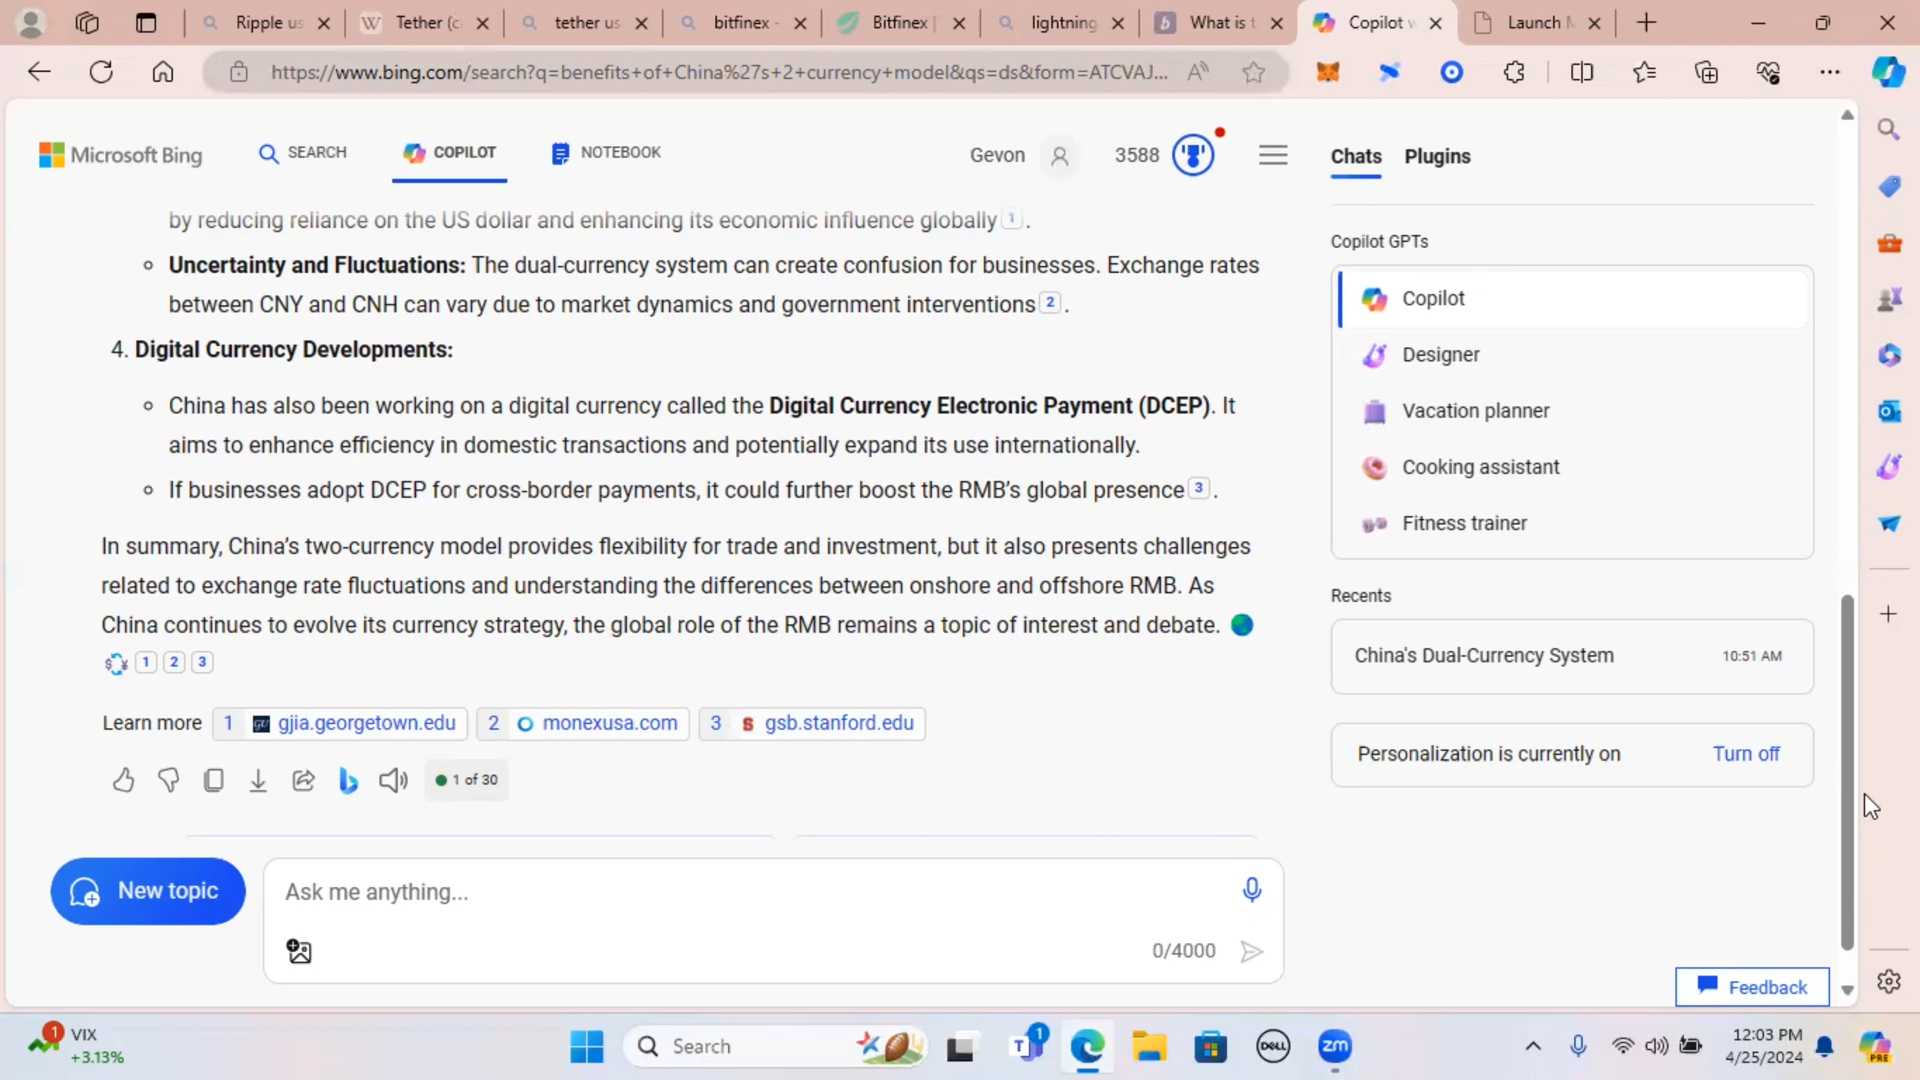 Ripple us
Tether (c
tether us
bitfinex -
Bitfinex |
lightning
What is t
Copilot w
Launch M
https://www.bing.com/search?q=benefits+of+China%27s+2+currency+model&qs=ds&form=ATCVAJ...
Microsoft Bing
SEARCH
COPILOT
NOTEBOOK
Gevon
3588
Chats
Plugins
by reducing reliance on the US dollar and enhancing its economic influence globally 1 .
Uncertainty and Fluctuations: The dual-currency system can create confusion for businesses. Exchange rates
between CNY and CNH can vary due to market dynamics and government interventions 2 .
4. Digital Currency Developments:
China has also been working on a digital currency called the Digital Currency Electronic Payment (DCEP). It
aims to enhance efficiency in domestic transactions and potentially expand its use internationally.
If businesses adopt DCEP for cross-border payments, it could further boost the RMB's global presence 3 .
In summary, China's two-currency model provides flexibility for trade and investment, but it also presents challenges
related to exchange rate fluctuations and understanding the differences between onshore and offshore RMB. As
China continues to evolve its currency strategy, the global role of the RMB remains a topic of interest and debate.
1 2 3
Learn more 1 GU gjia.georgetown.edu 2 monexusa.com 3 S gsb.stanford.edu
1 of 30
New topic
Ask me anything...
0/4000
Copilot GPTs
Copilot
Designer
Vacation planner
Cooking assistant
Fitness trainer
Recents
China's Dual-Currency System 10:51 AM
Personalization is currently on Turn off
Feedback
1
VIX
+3.13%
Search
1
DELL
zm
12:03 PM
4/25/2024
PRE